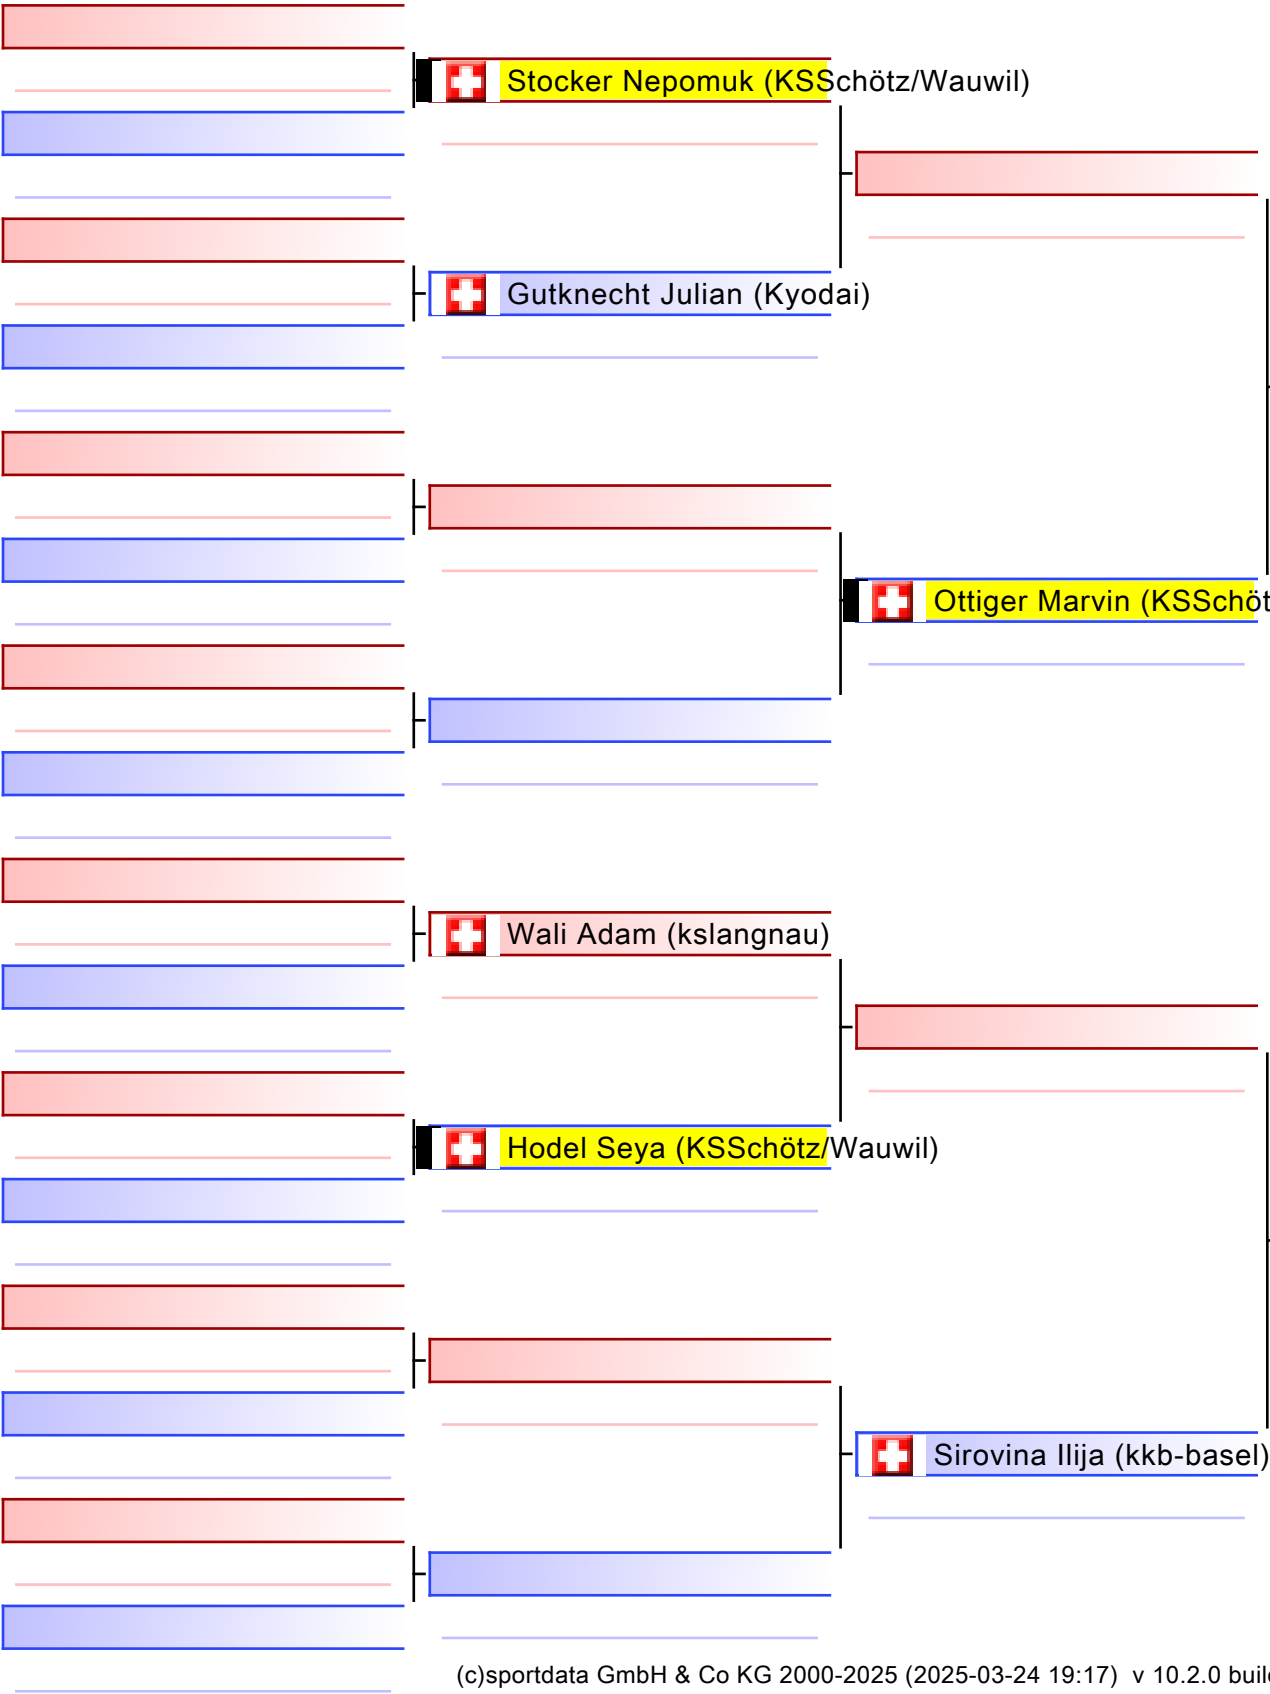 Stocker Nepomuk (KSSchötz/Wauwil)
Gutknecht Julian (Kyodai)
Ottiger Marvin (KSSchöt
Wali Adam (kslangnau)
Hodel Seya (KSSchötz/Wauwil)
Sirovina Ilija (kkb-basel)
(c)sportdata GmbH & Co KG 2000-2025 (2025-03-24 19:17) v 10.2.0 build